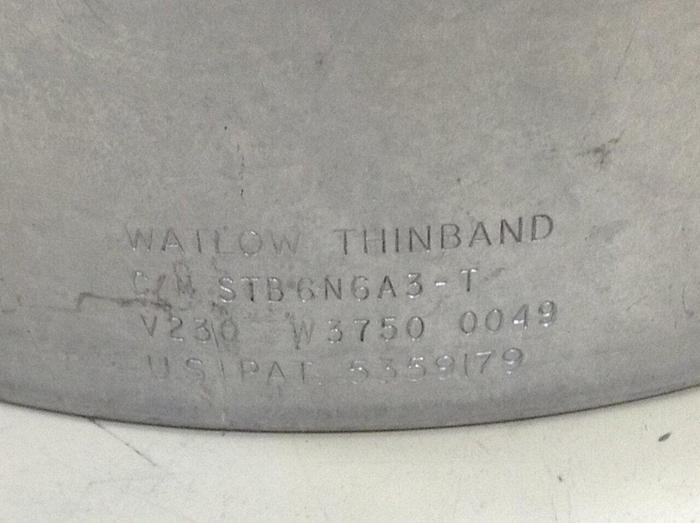 WATLOW THINBAND
C/N STB6N6A3-T
V230 W3750 0049
US PAT. 5359179